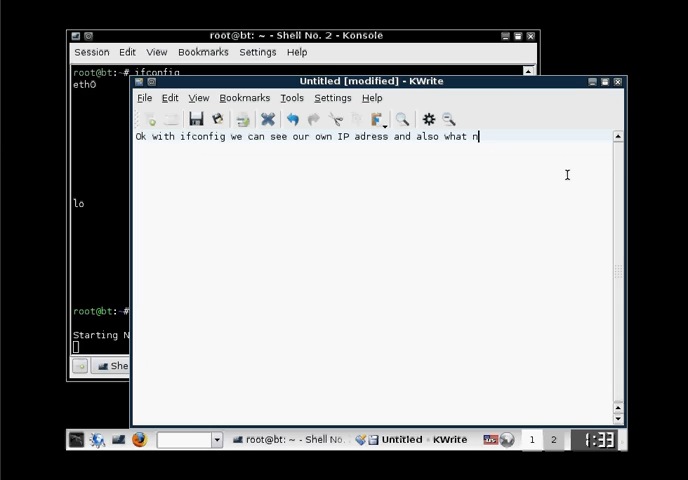 root@bt: ~ - Shell No. 2 - Konsole
Session Edit View Bookmarks Settings Help
root@bt:~# ifconfig
eth0
lo
root@bt:~#
Starting N
She
Untitled [modified] - KWrite
File Edit View Bookmarks Tools Settings Help
Ok with ifconfig we can see our own IP adress and also what n
root@bt: ~ - Shell No. Untitled - KWrite 1 2 1:33